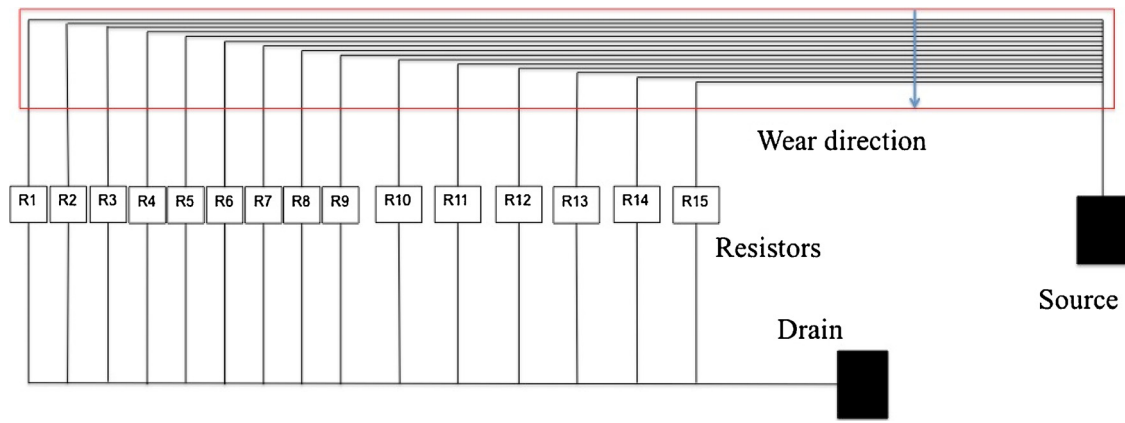 Wear direction
R1 R2 R3 R4 R5 R6 R7 R8 R9 R10 R11 R12 R13 R14 R15
Resistors
Source
Drain